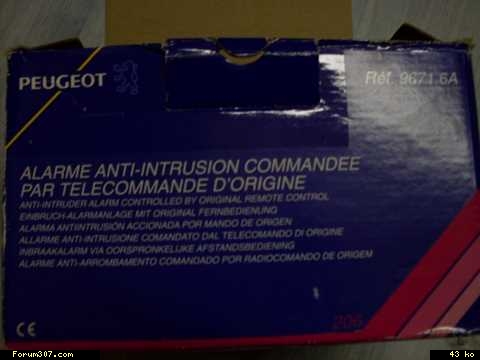 PEUGEOT
Réf. 9671.6A
ALARME ANTI-INTRUSION COMMANDEE
PAR TELECOMMANDE D'ORIGINE
ANTI-INTRUDER ALARM CONTROLLED BY ORIGINAL REMOTE CONTROL
EINBRUCH-ALARMANLAGE MIT ORIGINAL FERNBEDIENUNG
ALARMA ANTIINTRUSIÓN ACCIONADA POR MANDO DE ORIGEN
ALLARME ANTI-INTRUSIONE COMANDATO DAL TELECOMANDO DI ORIGINE
INBRAAKALARM VIA OORSPRONKELIJKE AFSTANDSBEDIENING
ALARME ANTI-ARROMBAMENTO COMANDADO POR RADIOCOMANDO DE ORIGEM
206
CE
Forum307.com
43 ko